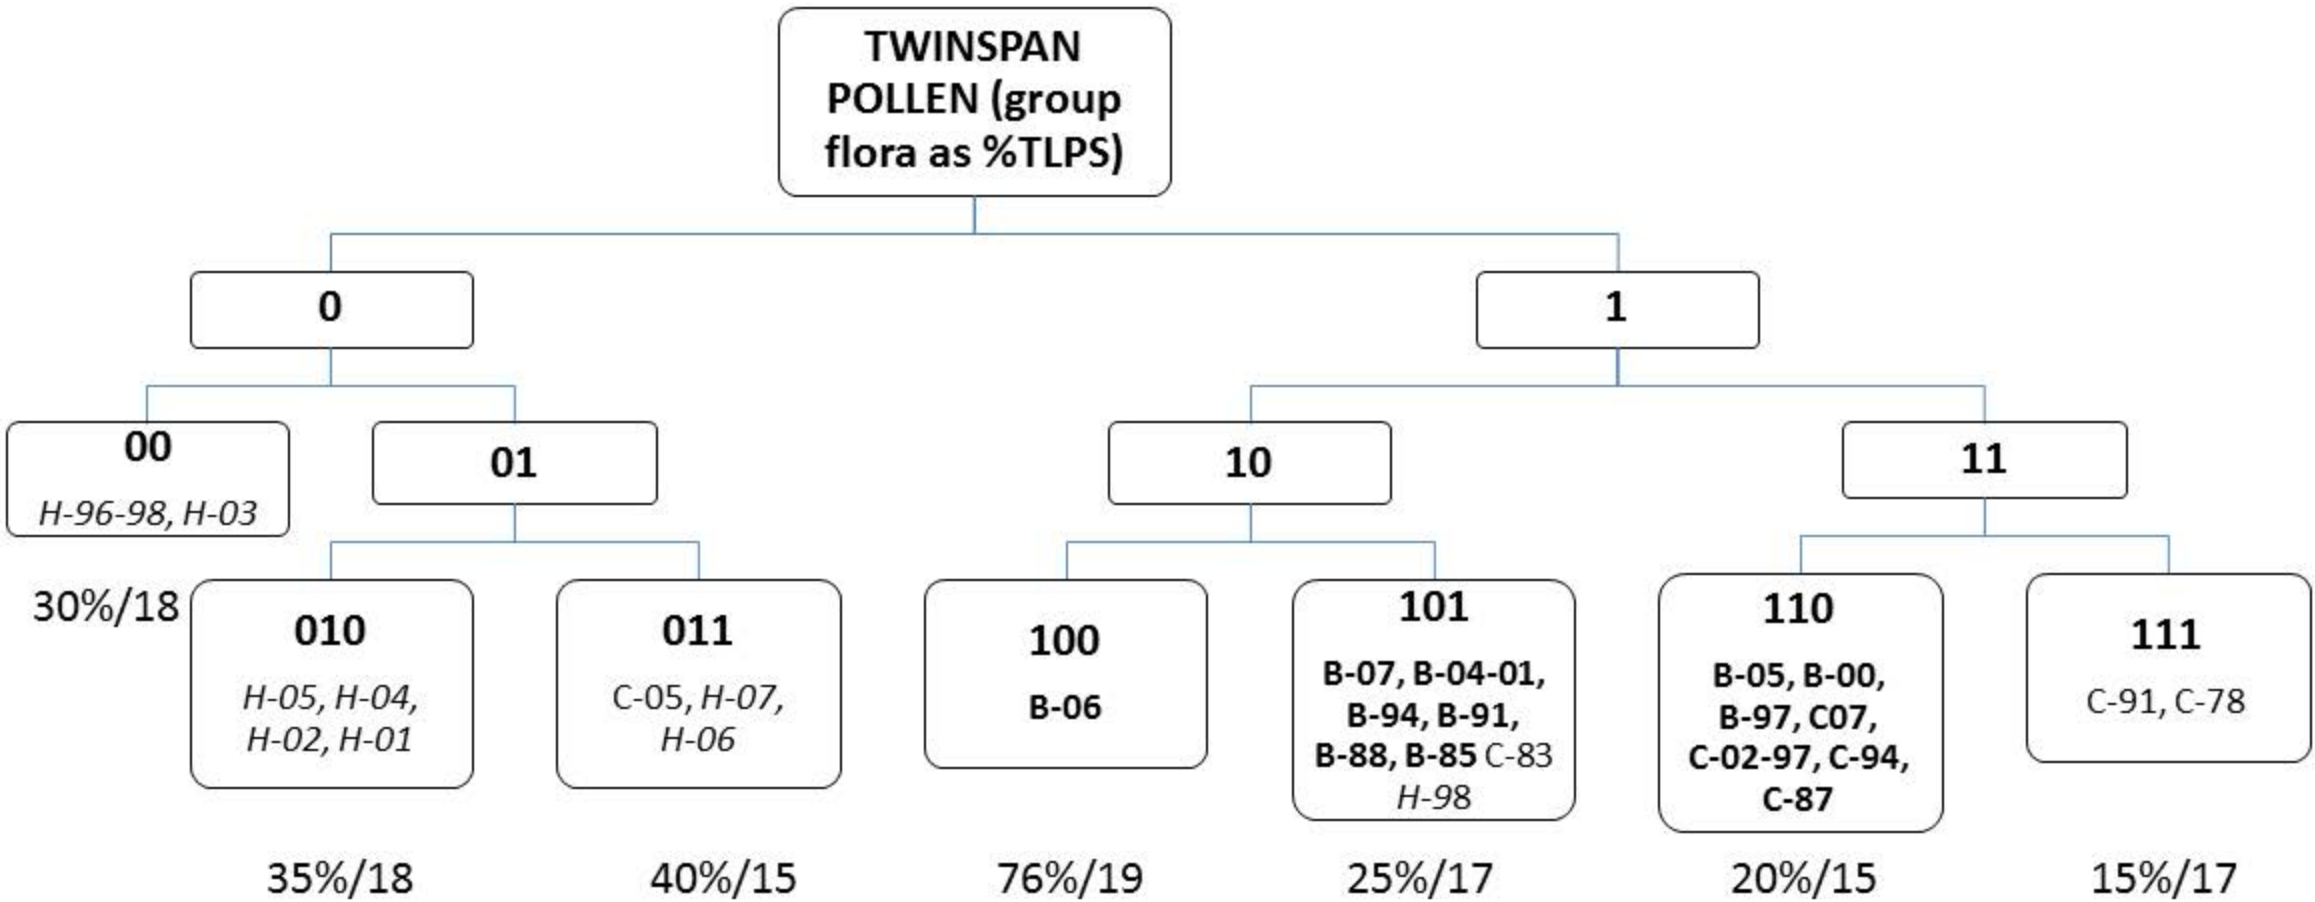 TWINSPAN
POLLEN (group
flora as %TLPS)
0
1
00
H-96-98, H-03
01
10
11
30%/18
010
H-05, H-04,
H-02, H-01
011
C-05, H-07,
H-06
100
B-06
101
B-07, B-04-01,
B-94, B-91,
B-88, B-85 C-83
H-98
110
B-05, B-00,
B-97, C07,
C-02-97, C-94,
C-87
111
C-91, C-78
35%/18
40%/15
76%/19
25%/17
20%/15
15%/17